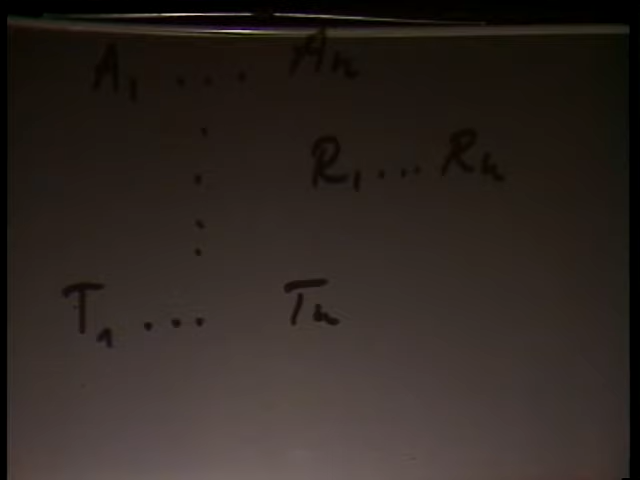 A₁ ... Aₙ
R₁ ... Rₙ
T₁ ... Tₙ